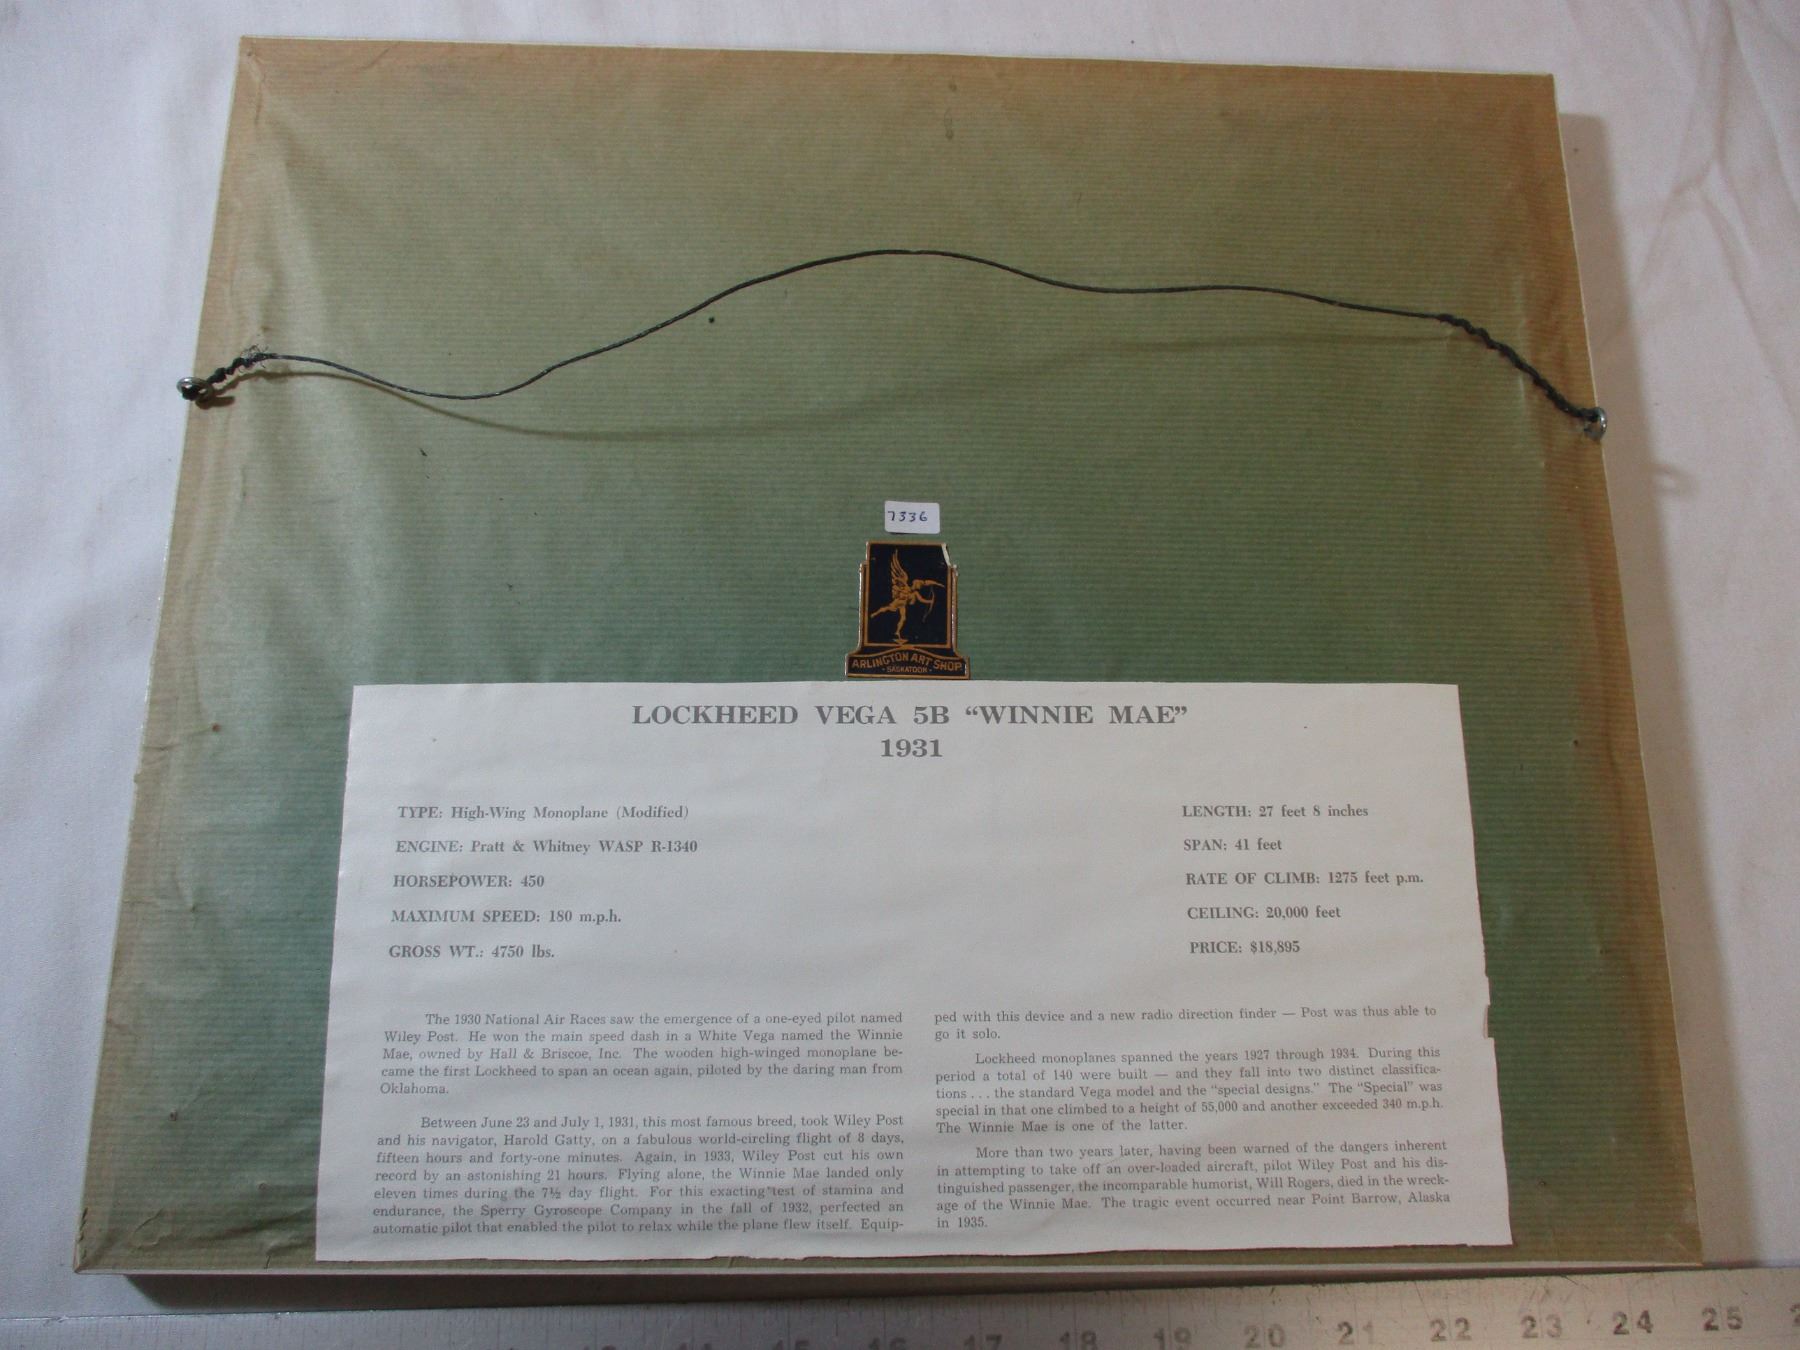 7336
ARLINGTON ART SHOP
- SASKATOON -
LOCKHEED VEGA 5B “WINNIE MAE”
1931
TYPE: High-Wing Monoplane (Modified)
ENGINE: Pratt & Whitney WASP R-1340
HORSEPOWER: 450
MAXIMUM SPEED: 180 m.p.h.
GROSS WT.: 4750 lbs.
LENGTH: 27 feet 8 inches
SPAN: 41 feet
RATE OF CLIMB: 1275 feet p.m.
CEILING: 20,000 feet
PRICE: $18,895
The 1930 National Air Races saw the emergence of a one-eyed pilot named
Wiley Post. He won the main speed dash in a White Vega named the Winnie
Mae, owned by Hall & Briscoe, Inc. The wooden high-winged monoplane be-
came the first Lockheed to span an ocean again, piloted by the daring man from
Oklahoma.
Between June 23 and July 1, 1931, this most famous breed, took Wiley Post
and his navigator, Harold Gatty, on a fabulous world-circling flight of 8 days,
fifteen hours and forty-one minutes. Again, in 1933, Wiley Post cut his own
record by an astonishing 21 hours. Flying alone, the Winnie Mae landed only
eleven times during the 7½ day flight. For this exacting test of stamina and
endurance, the Sperry Gyroscope Company in the fall of 1932, perfected an
automatic pilot that enabled the pilot to relax while the plane flew itself. Equip-
ped with this device and a new radio direction finder — Post was thus able to
go it solo.
Lockheed monoplanes spanned the years 1927 through 1934. During this
period a total of 140 were built — and they fall into two distinct classifica-
tions . . . the standard Vega model and the “special designs.” The “Special” was
special in that one climbed to a height of 55,000 and another exceeded 340 m.p.h.
The Winnie Mae is one of the latter.
More than two years later, having been warned of the dangers inherent
in attempting to take off an over-loaded aircraft, pilot Wiley Post and his dis-
tinguished passenger, the incomparable humorist, Will Rogers, died in the wreck-
age of the Winnie Mae. The tragic event occurred near Point Barrow, Alaska
in 1935.
16 17 18 19 20 21 22 23 24 25